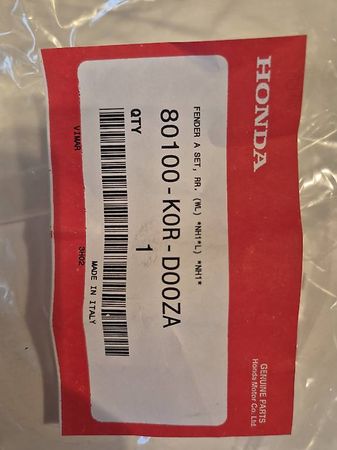 HONDA
GENUINE PARTS
Honda Motor Co. Ltd.
FENDER A SET, RR. (WL) *NH1*L) *NH1*
80100-K0R-D00ZA
QTY 1
VIMAR 3H02 MADE IN ITALY